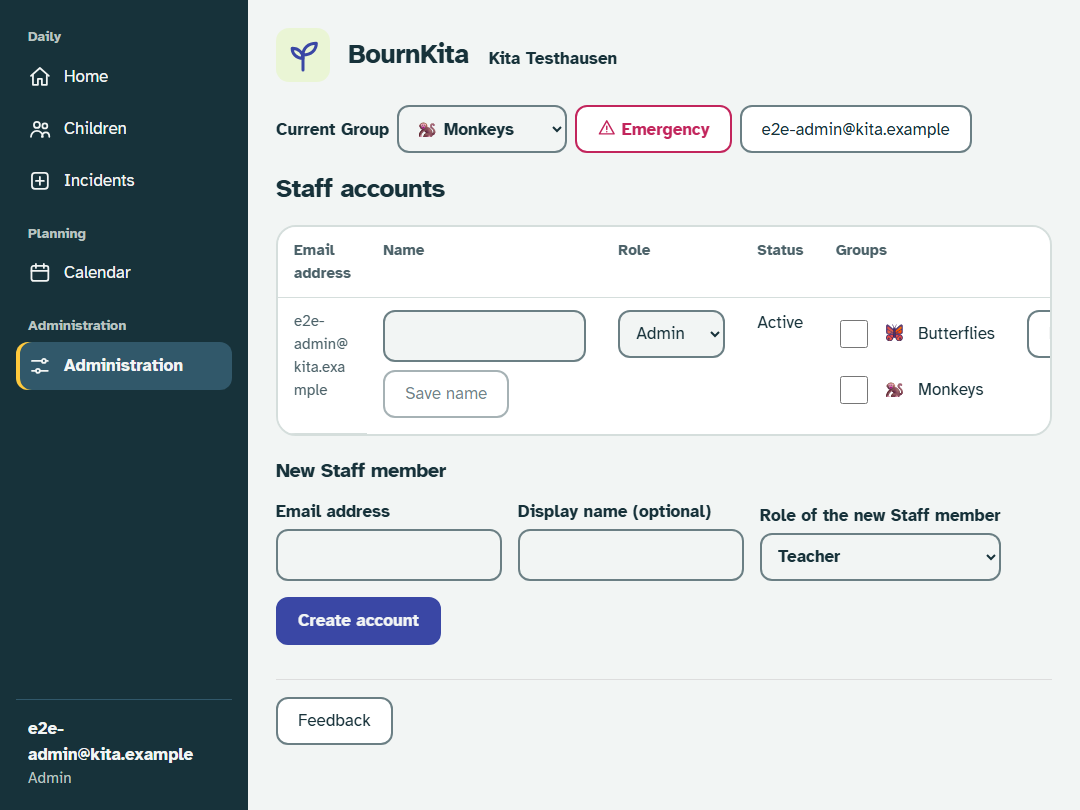 Daily
Home
Children
Incidents
Planning
Calendar
Administration
Administration
e2e-
admin@kita.example
Admin
BournKita Kita Testhausen
Current Group Monkeys Emergency e2e-admin@kita.example
Staff accounts
Email address Name Role Status Groups
e2e-
admin@
kita.exa
mple
Save name
Admin
Active
Butterflies
Monkeys
New Staff member
Email address
Display name (optional)
Role of the new Staff member
Teacher
Create account
Feedback